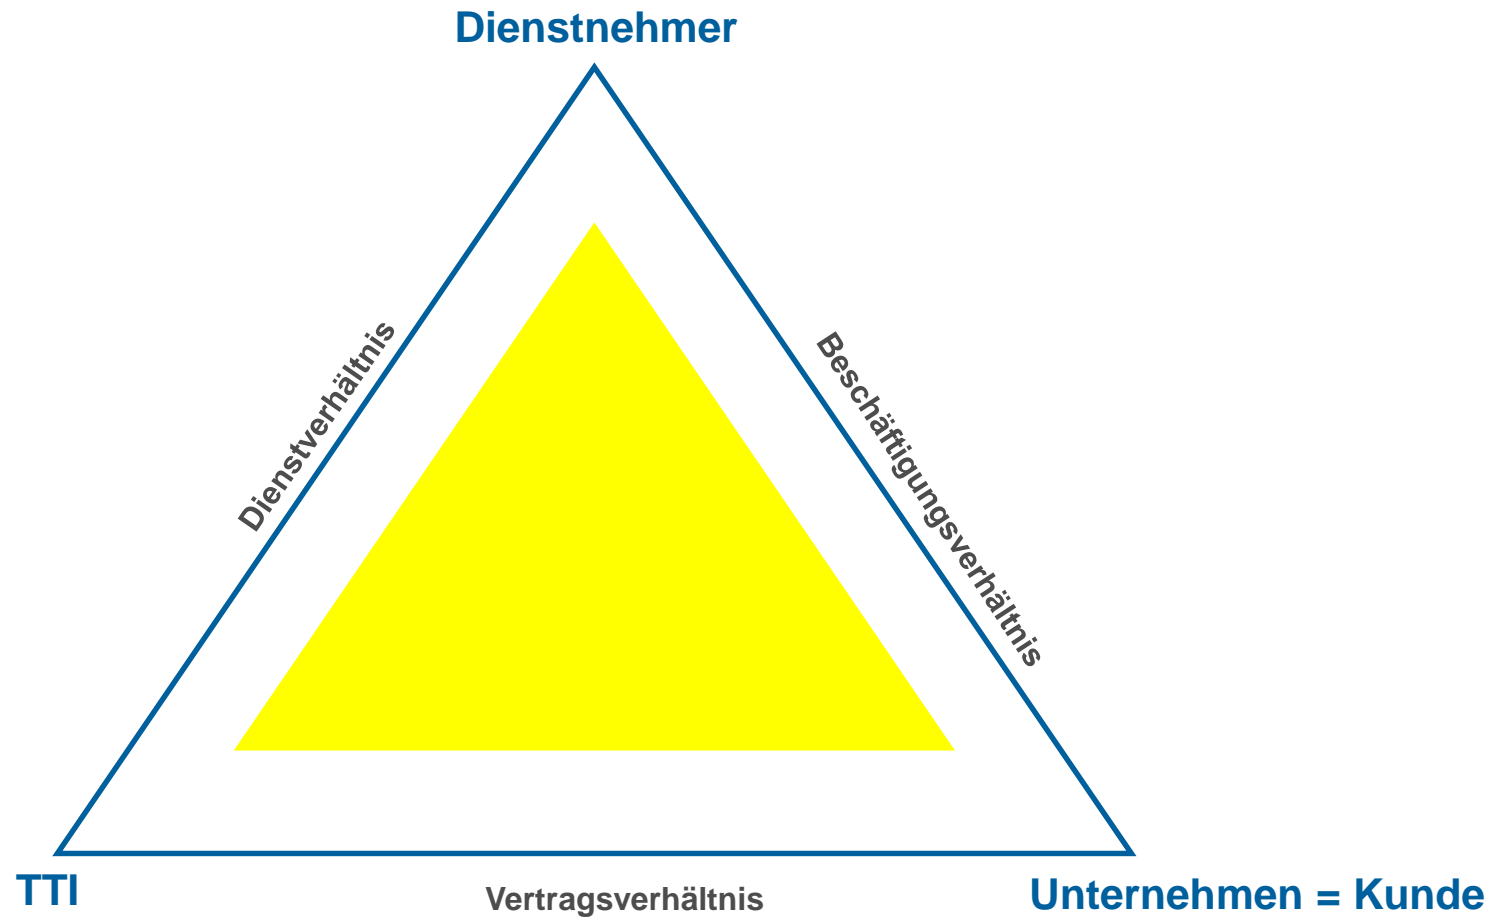 Dienstnehmer
Dienstverhältnis
Beschäftigungsverhältnis
TTI
Vertragsverhältnis
Unternehmen = Kunde